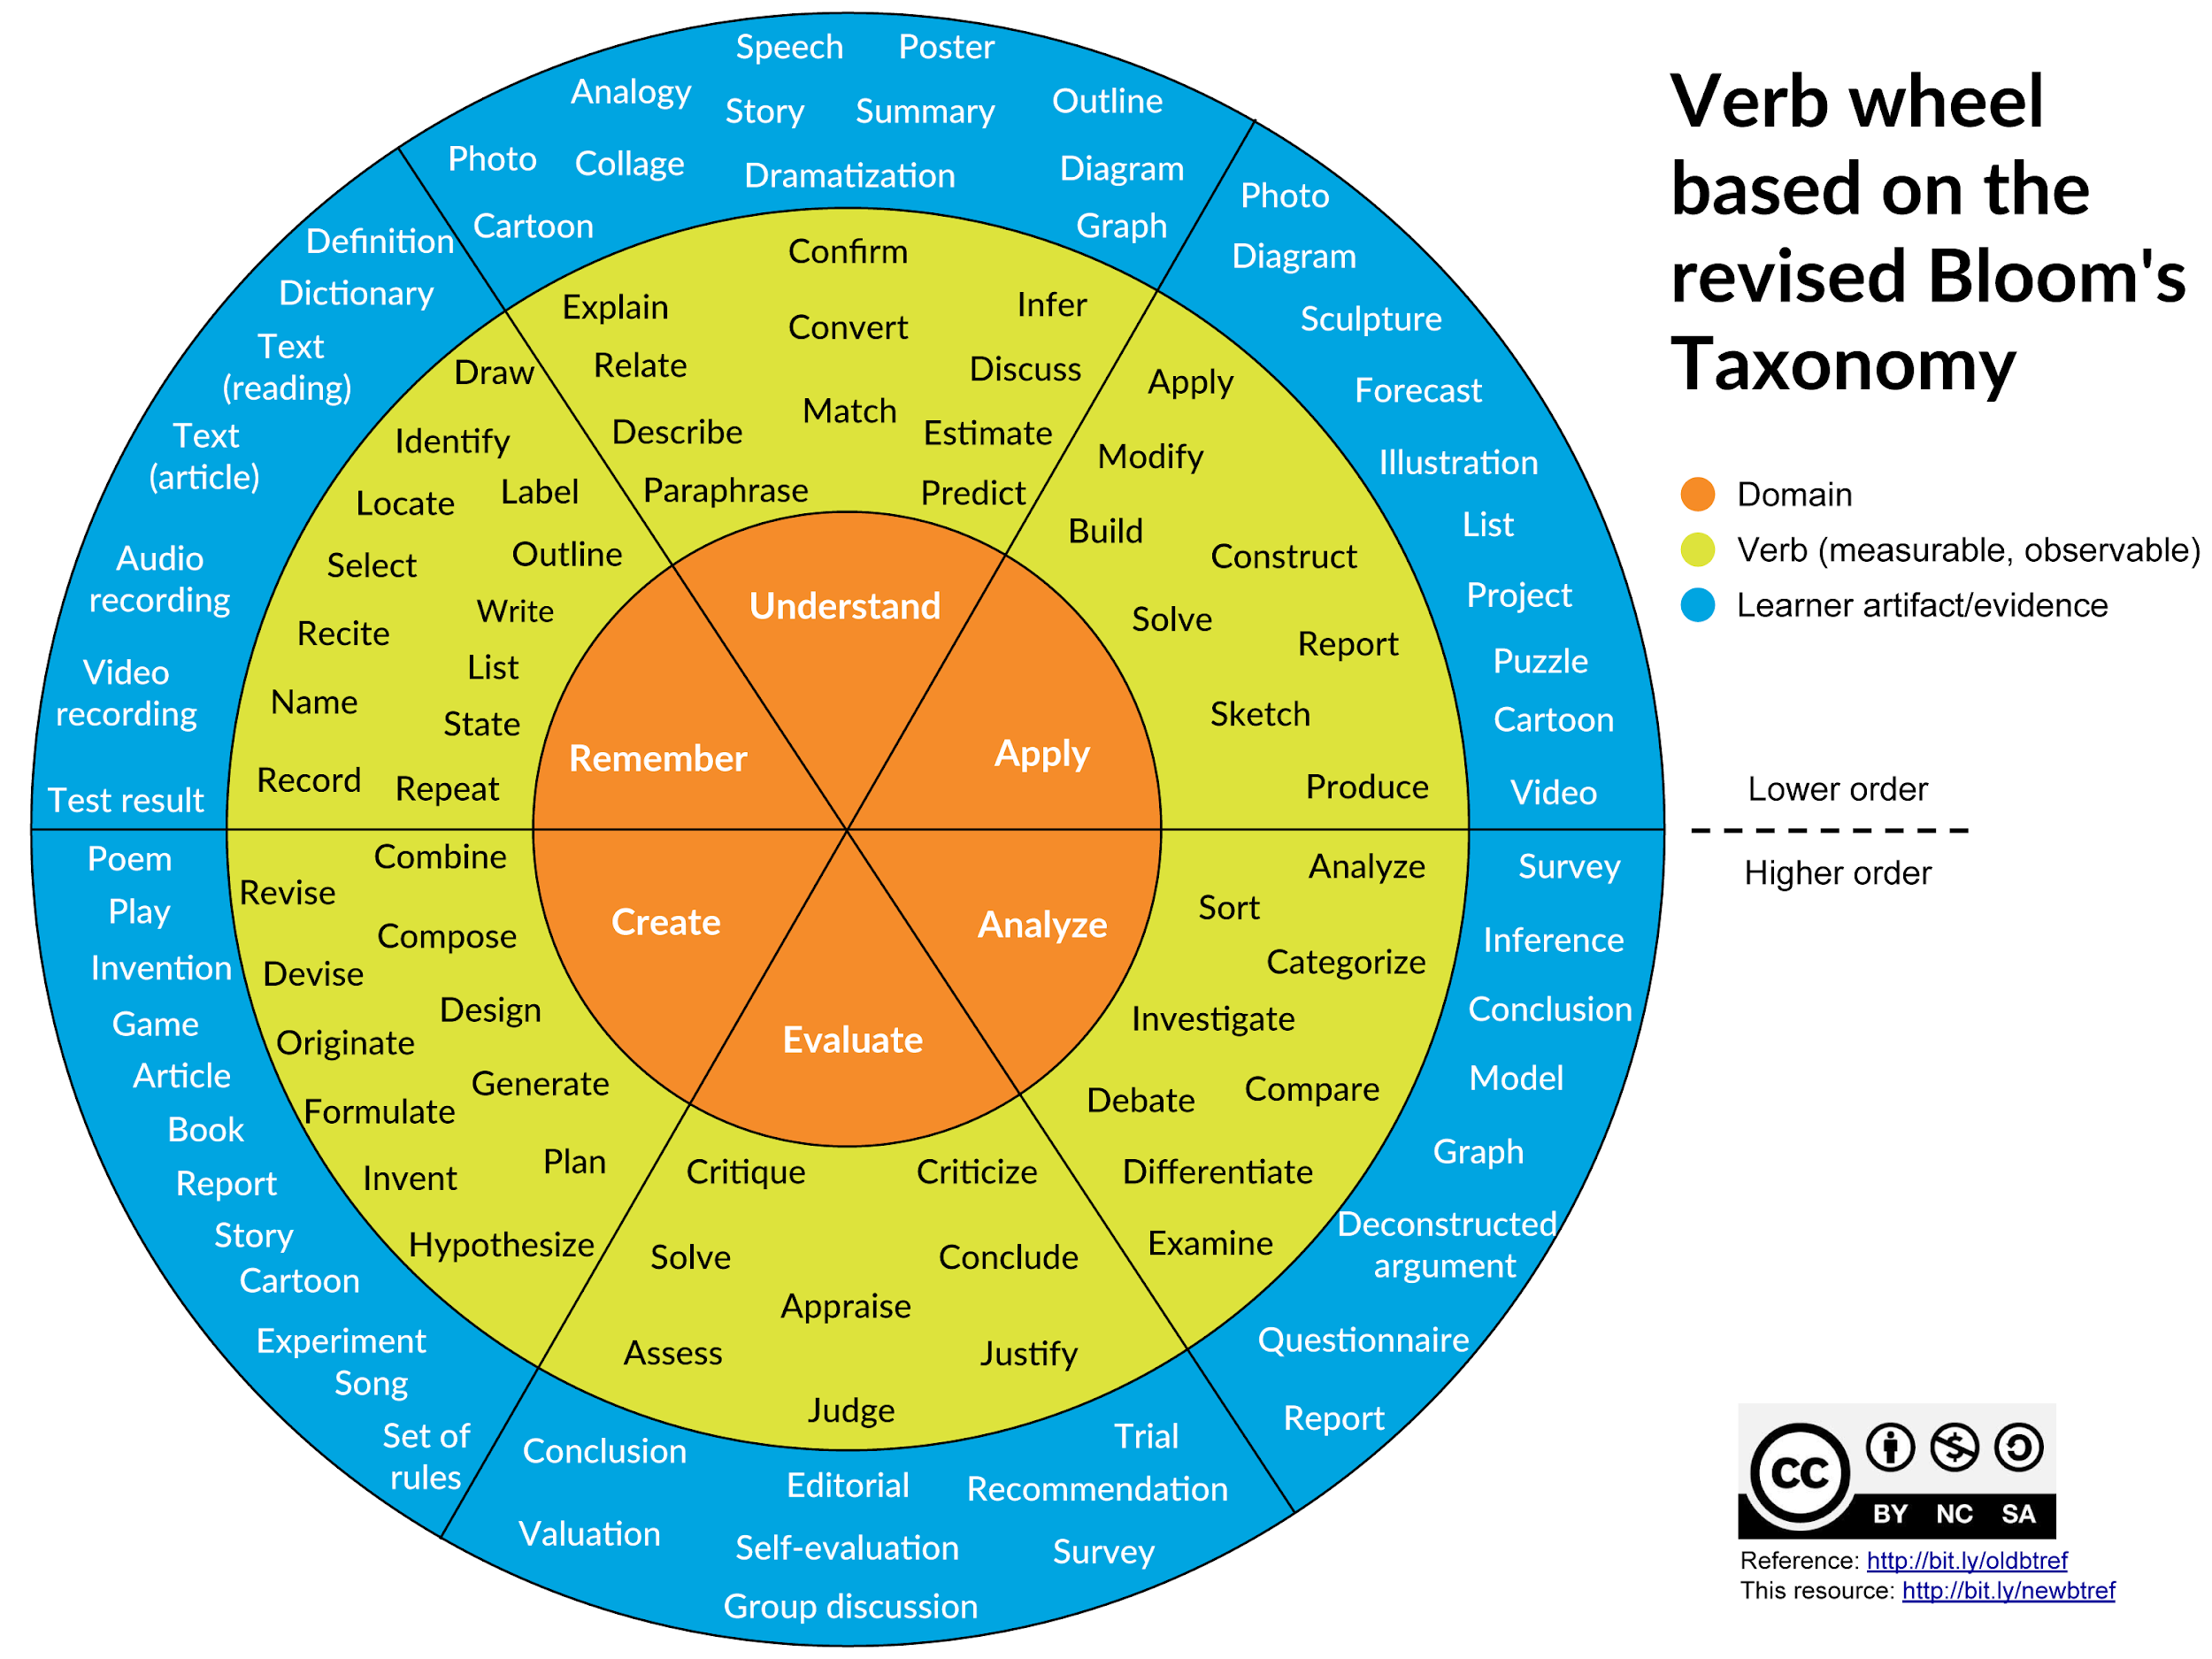 Verb wheel
based on the
revised Bloom's
Taxonomy
Domain
Verb (measurable, observable)
Learner artifact/evidence
Lower order
Higher order
Remember
Draw
Identify
Label
Locate
Outline
Select
Write
Recite
List
Name
State
Record
Repeat
Definition
Dictionary
Text
(reading)
Text
(article)
Audio
recording
Video
recording
Test result
Understand
Confirm
Explain
Infer
Convert
Relate
Discuss
Match
Describe
Estimate
Paraphrase
Predict
Speech
Poster
Analogy
Story
Summary
Outline
Photo
Collage
Dramatization
Diagram
Cartoon
Graph
Apply
Apply
Modify
Build
Construct
Solve
Report
Sketch
Produce
Photo
Diagram
Sculpture
Forecast
Illustration
List
Project
Puzzle
Cartoon
Video
Analyze
Analyze
Sort
Categorize
Investigate
Debate
Compare
Differentiate
Examine
Survey
Inference
Conclusion
Model
Graph
Deconstructed
argument
Questionnaire
Report
Evaluate
Critique
Criticize
Solve
Conclude
Appraise
Assess
Justify
Judge
Conclusion
Trial
Editorial
Recommendation
Valuation
Self-evaluation
Survey
Group discussion
Create
Combine
Revise
Compose
Devise
Design
Originate
Generate
Formulate
Plan
Invent
Hypothesize
Poem
Play
Invention
Game
Article
Book
Report
Story
Cartoon
Experiment
Song
Set of
rules
cc
BY NC SA
Reference: http://bit.ly/oldbtref
This resource: http://bit.ly/newbtref